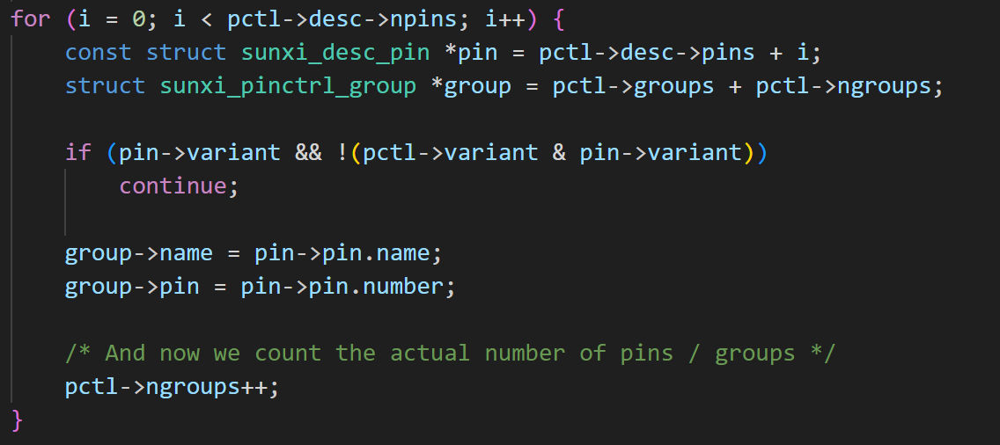 for (i = 0; i < pctl->desc->npins; i++) {
const struct sunxi_desc_pin *pin = pctl->desc->pins + i;
struct sunxi_pinctrl_group *group = pctl->groups + pctl->ngroups;
if (pin->variant && !(pctl->variant & pin->variant))
continue;
group->name = pin->pin.name;
group->pin = pin->pin.number;
/* And now we count the actual number of pins / groups */
pctl->ngroups++;
}